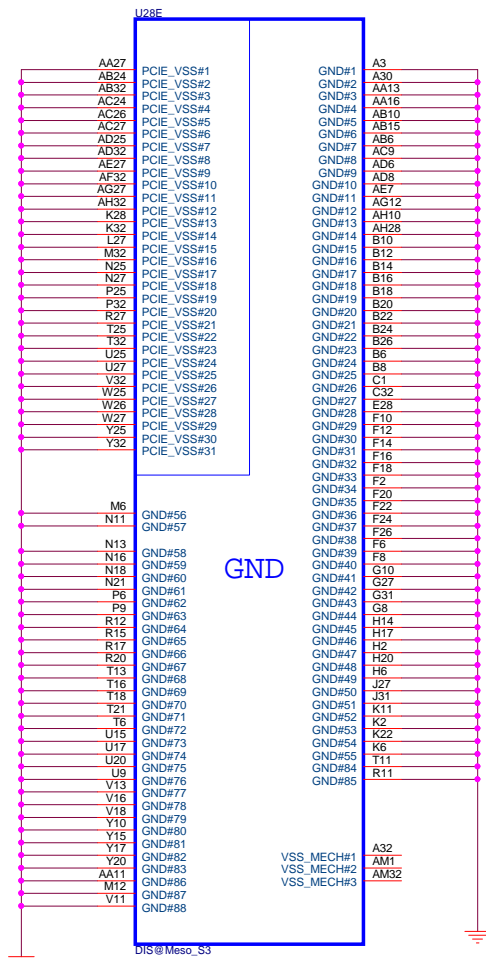 U28E
AA27 PCIE_VSS#1
AB24 PCIE_VSS#2
AB32 PCIE_VSS#3
AC24 PCIE_VSS#4
AC26 PCIE_VSS#5
AC27 PCIE_VSS#6
AD25 PCIE_VSS#7
AD32 PCIE_VSS#8
AE27 PCIE_VSS#9
AF32 PCIE_VSS#10
AG27 PCIE_VSS#11
AH32 PCIE_VSS#12
K28 PCIE_VSS#13
K32 PCIE_VSS#14
L27 PCIE_VSS#15
M32 PCIE_VSS#16
N25 PCIE_VSS#17
N27 PCIE_VSS#18
P25 PCIE_VSS#19
P32 PCIE_VSS#20
R27 PCIE_VSS#21
T25 PCIE_VSS#22
T32 PCIE_VSS#23
U25 PCIE_VSS#24
U27 PCIE_VSS#25
V32 PCIE_VSS#26
W25 PCIE_VSS#27
W26 PCIE_VSS#28
W27 PCIE_VSS#29
Y25 PCIE_VSS#30
Y32 PCIE_VSS#31
M6 GND#56
N11 GND#57
N13 GND#58
N16 GND#59
N18 GND#60
N21 GND#61
P6 GND#62
P9 GND#63
R12 GND#64
R15 GND#65
R17 GND#66
R20 GND#67
T13 GND#68
T16 GND#69
T18 GND#70
T21 GND#71
T6 GND#72
U15 GND#73
U17 GND#74
U20 GND#75
U9 GND#76
V13 GND#77
V16 GND#78
V18 GND#79
Y10 GND#80
Y15 GND#81
Y17 GND#82
Y20 GND#83
AA11 GND#86
M12 GND#87
V11 GND#88
GND
GND#1 A3
GND#2 A30
GND#3 AA13
GND#4 AA16
GND#5 AB10
GND#6 AB15
GND#7 AB6
GND#8 AC9
GND#9 AD6
GND#10 AD8
GND#11 AE7
GND#12 AG12
GND#13 AH10
GND#14 AH28
GND#15 B10
GND#16 B12
GND#17 B14
GND#18 B16
GND#19 B18
GND#20 B20
GND#21 B22
GND#22 B24
GND#23 B26
GND#24 B6
GND#25 B8
GND#26 C1
GND#27 C32
GND#28 E28
GND#29 F10
GND#30 F12
GND#31 F14
GND#32 F16
GND#33 F18
GND#34 F2
GND#35 F20
GND#36 F22
GND#37 F24
GND#38 F26
GND#39 F6
GND#40 F8
GND#41 G10
GND#42 G27
GND#43 G31
GND#44 G8
GND#45 H14
GND#46 H17
GND#47 H2
GND#48 H20
GND#49 H6
GND#50 J27
GND#51 J31
GND#52 K11
GND#53 K2
GND#54 K22
GND#55 K6
GND#84 T11
GND#85 R11
VSS_MECH#1 A32
VSS_MECH#2 AM1
VSS_MECH#3 AM32
DIS@Meso_S3